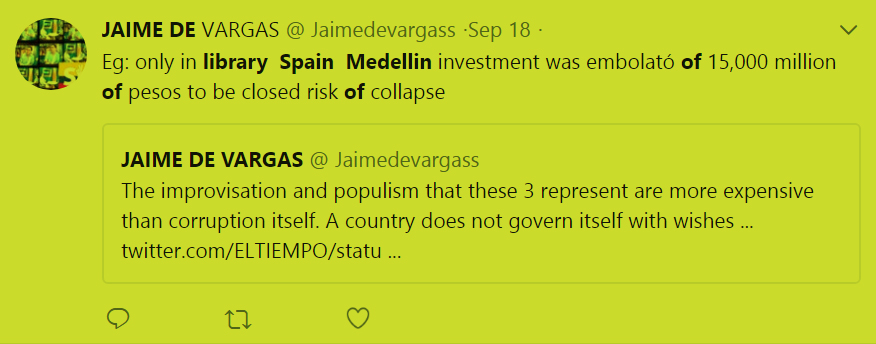 JAIME DE VARGAS @ Jaimedevargass ·Sep 18 ·
Eg: only in library Spain Medellin investment was embolató of 15,000 million
of pesos to be closed risk of collapse
JAIME DE VARGAS @ Jaimedevargass
The improvisation and populism that these 3 represent are more expensive
than corruption itself. A country does not govern itself with wishes ...
twitter.com/ELTIEMPO/statu ...